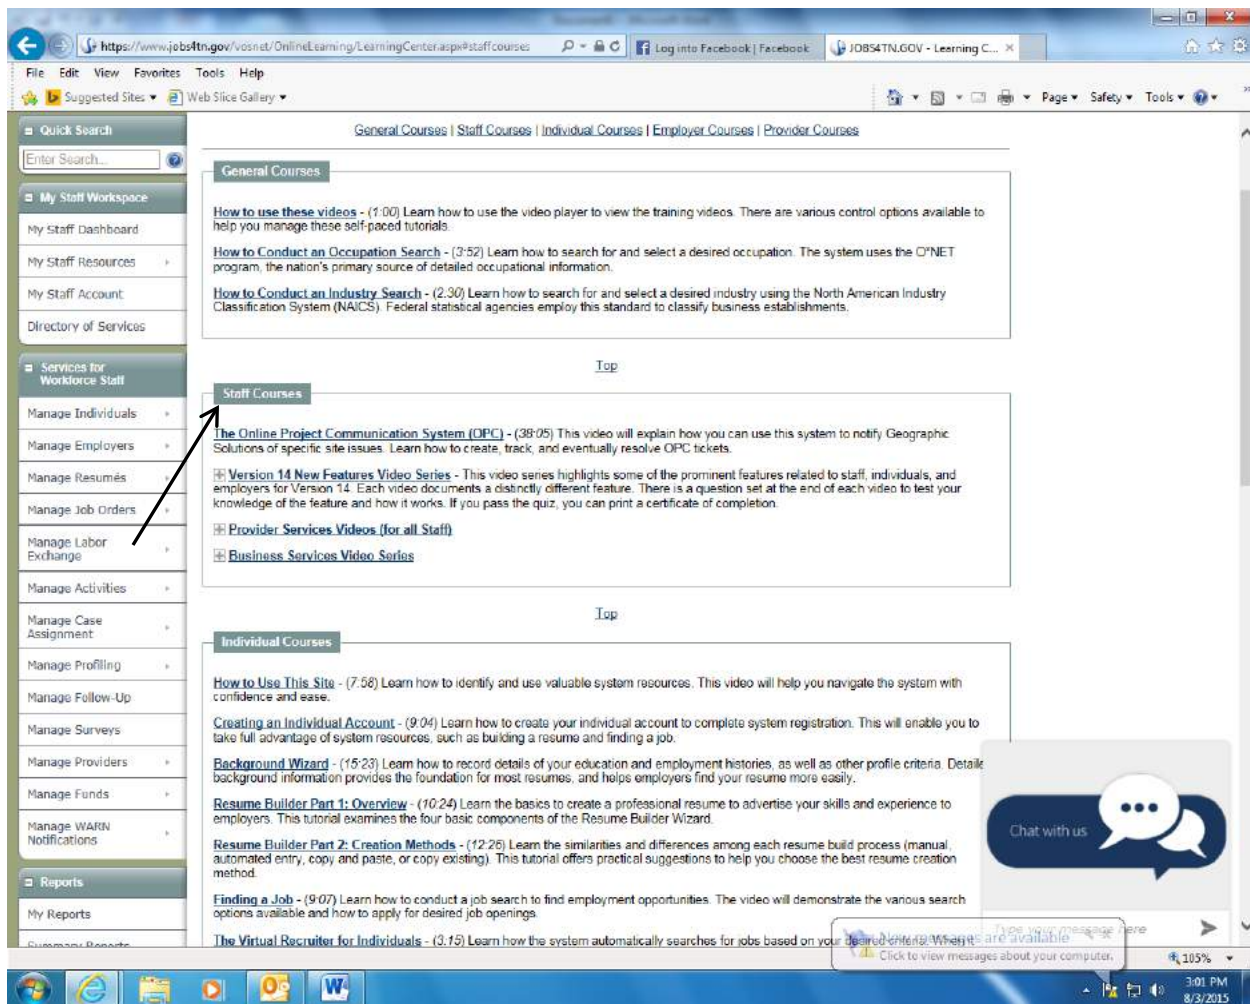 https://www.jobs4tn.gov/vosnet/OnlineLearning/LearningCenter.aspx#staffcourses
Log into Facebook | Facebook
JOBS4TN.GOV - Learning C...
File Edit View Favorites Tools Help
Suggested Sites
Web Slice Gallery
Page Safety Tools
Quick Search
Enter Search...
My Staff Workspace
My Staff Dashboard
My Staff Resources
My Staff Account
Directory of Services
Services for
Workforce Staff
Manage Individuals
Manage Employers
Manage Resumés
Manage Job Orders
Manage Labor
Exchange
Manage Activities
Manage Case
Assignment
Manage Profiling
Manage Follow-Up
Manage Surveys
Manage Providers
Manage Funds
Manage WARN
Notifications
Reports
My Reports
Summary Reports
General Courses | Staff Courses | Individual Courses | Employer Courses | Provider Courses
General Courses
How to use these videos - (1:00) Learn how to use the video player to view the training videos. There are various control options available to
help you manage these self-paced tutorials.
How to Conduct an Occupation Search - (3:52) Learn how to search for and select a desired occupation. The system uses the O*NET
program, the nation's primary source of detailed occupational information.
How to Conduct an Industry Search - (2:30) Learn how to search for and select a desired industry using the North American Industry
Classification System (NAICS). Federal statistical agencies employ this standard to classify business establishments.
Top
Staff Courses
The Online Project Communication System (OPC) - (38:05) This video will explain how you can use this system to notify Geographic
Solutions of specific site issues. Learn how to create, track, and eventually resolve OPC tickets.
Version 14 New Features Video Series - This video series highlights some of the prominent features related to staff, individuals, and
employers for Version 14. Each video documents a distinctly different feature. There is a question set at the end of each video to test your
knowledge of the feature and how it works. If you pass the quiz, you can print a certificate of completion.
Provider Services Videos (for all Staff)
Business Services Video Series
Top
Individual Courses
How to Use This Site - (7:58) Learn how to identify and use valuable system resources. This video will help you navigate the system with
confidence and ease.
Creating an Individual Account - (9:04) Learn how to create your individual account to complete system registration. This will enable you to
take full advantage of system resources, such as building a resume and finding a job.
Background Wizard - (15:23) Learn how to record details of your education and employment histories, as well as other profile criteria. Detaile
background information provides the foundation for most resumes, and helps employers find your resume more easily.
Resume Builder Part 1: Overview - (10:24) Learn the basics to create a professional resume to advertise your skills and experience to
employers. This tutorial examines the four basic components of the Resume Builder Wizard.
Resume Builder Part 2: Creation Methods - (12:26) Learn the similarities and differences among each resume build process (manual,
automated entry, copy and paste, or copy existing). This tutorial offers practical suggestions to help you choose the best resume creation
method.
Finding a Job - (9:07) Learn how to conduct a job search to find employment opportunities. The video will demonstrate the various search
options available and how to apply for desired job openings.
The Virtual Recruiter for Individuals - (3:15) Learn how the system automatically searches for jobs based on your desired criteria. When it
Chat with us
Type your message here
New messages are available
Click to view messages about your computer.
105%
3:01 PM
8/3/2015